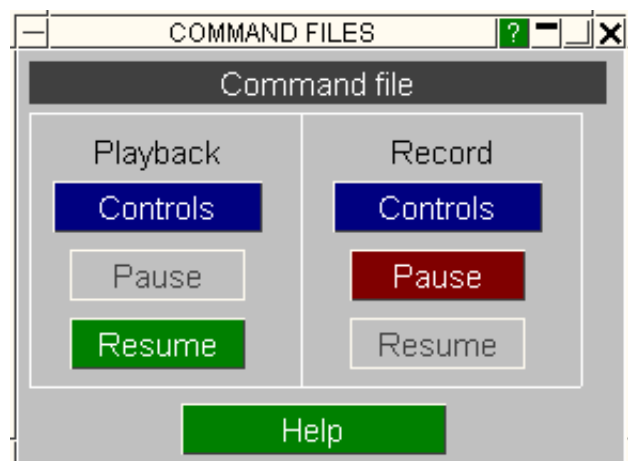 COMMAND FILES ?
Command file
Playback Record
Controls Controls
Pause Pause
Resume Resume
Help